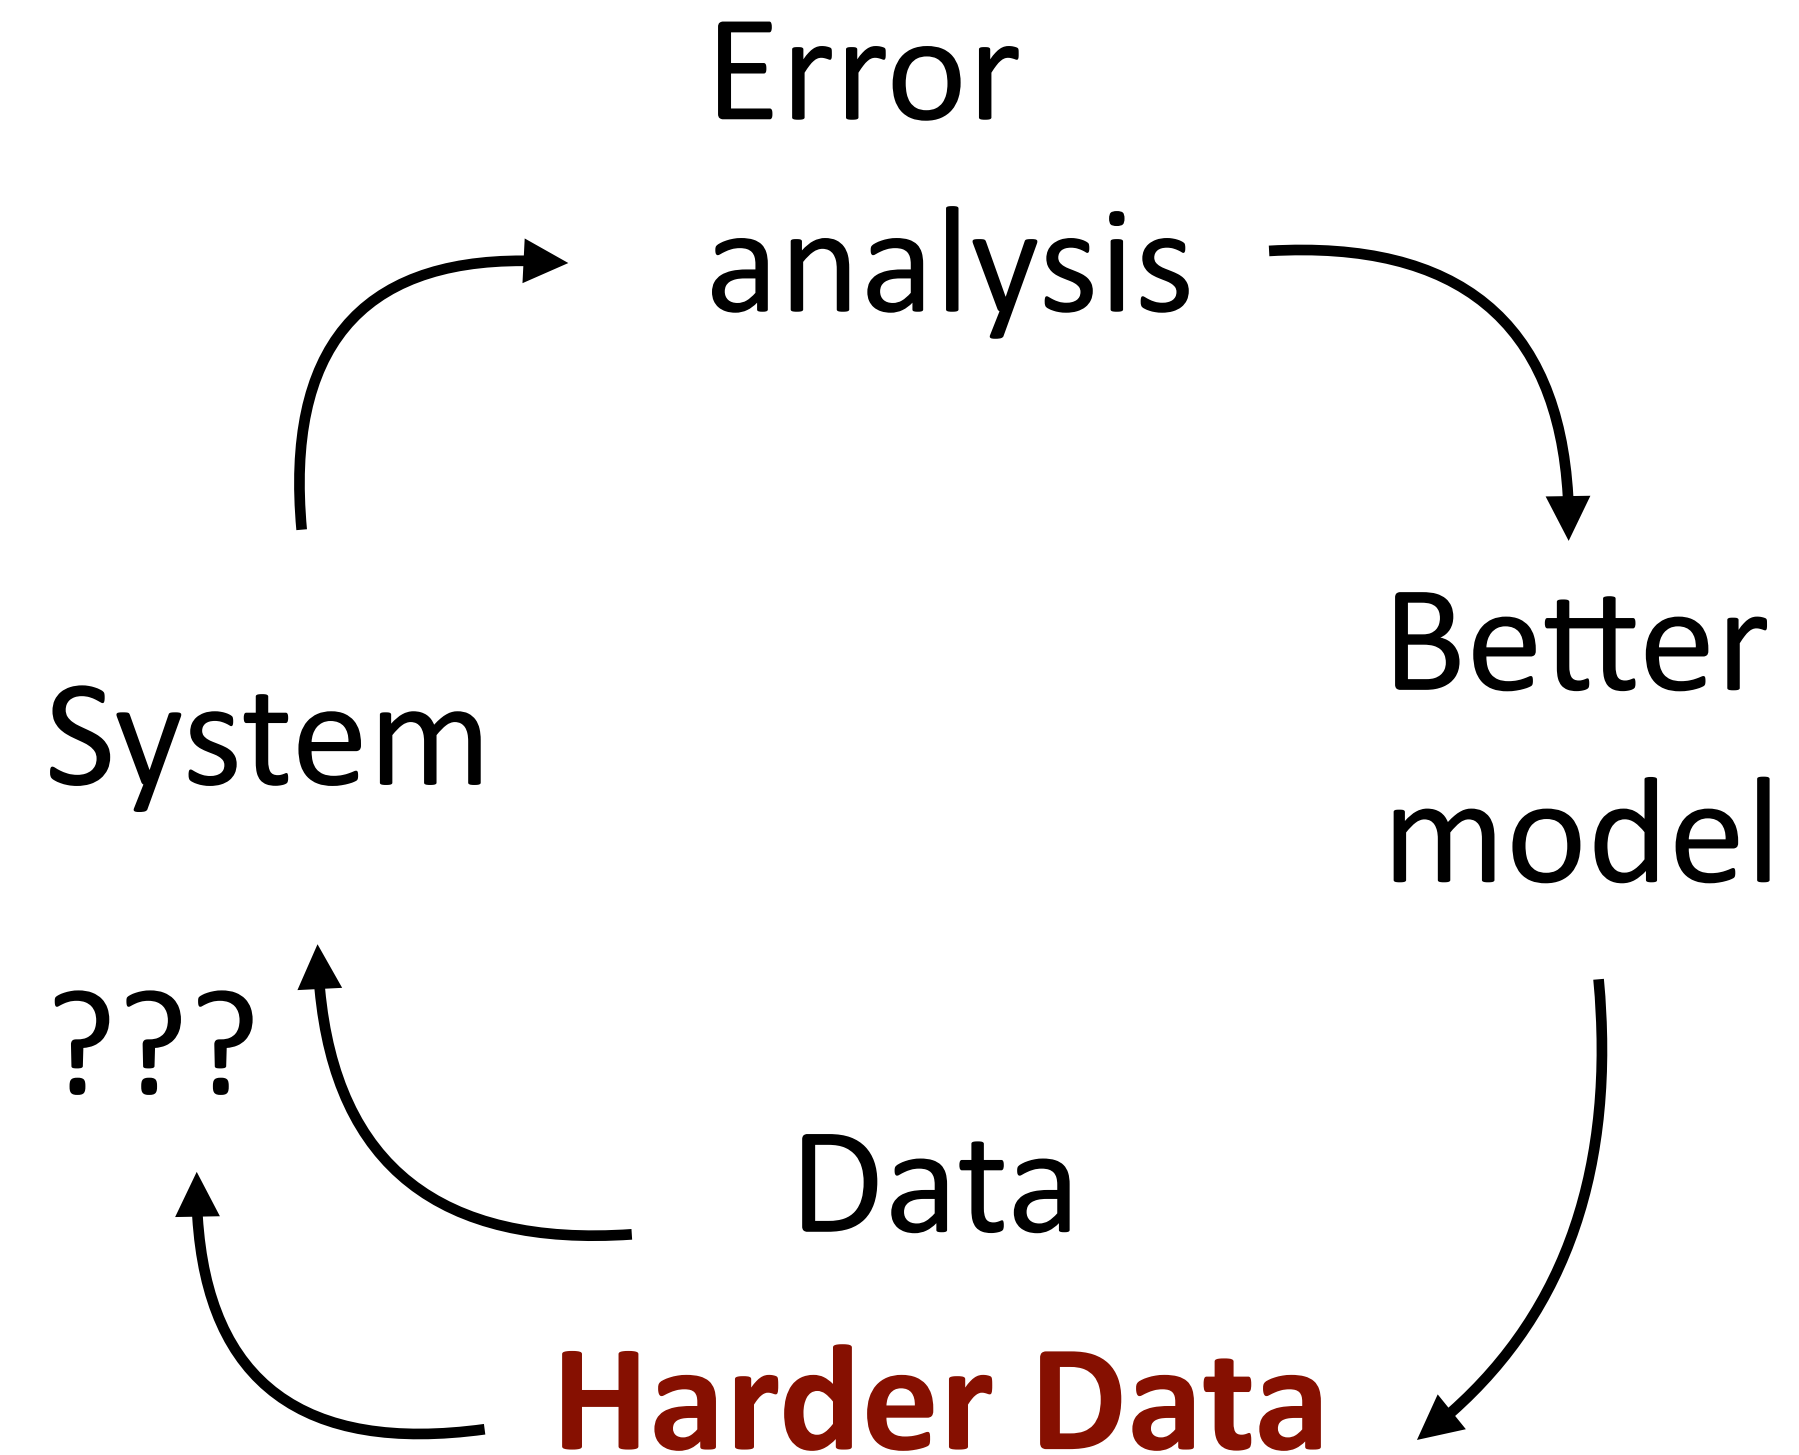 Error
analysis
Better
model
System
???
Data
Harder Data